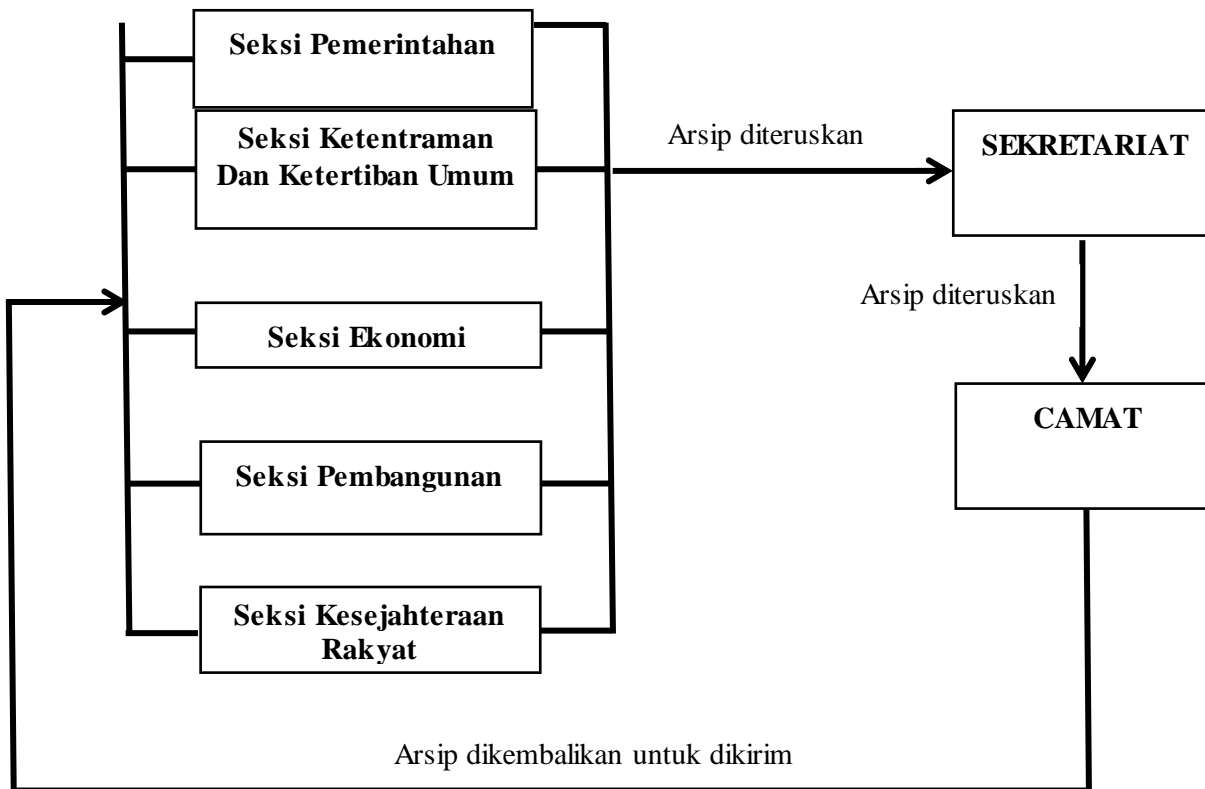 Seksi Pemerintahan
Seksi Ketentraman
Dan Ketertiban Umum
Seksi Ekonomi
Seksi Pembangunan
Seksi Kesejahteraan
Rakyat
Arsip diteruskan
SEKRETARIAT
Arsip diteruskan
CAMAT
Arsip dikembalikan untuk dikirim